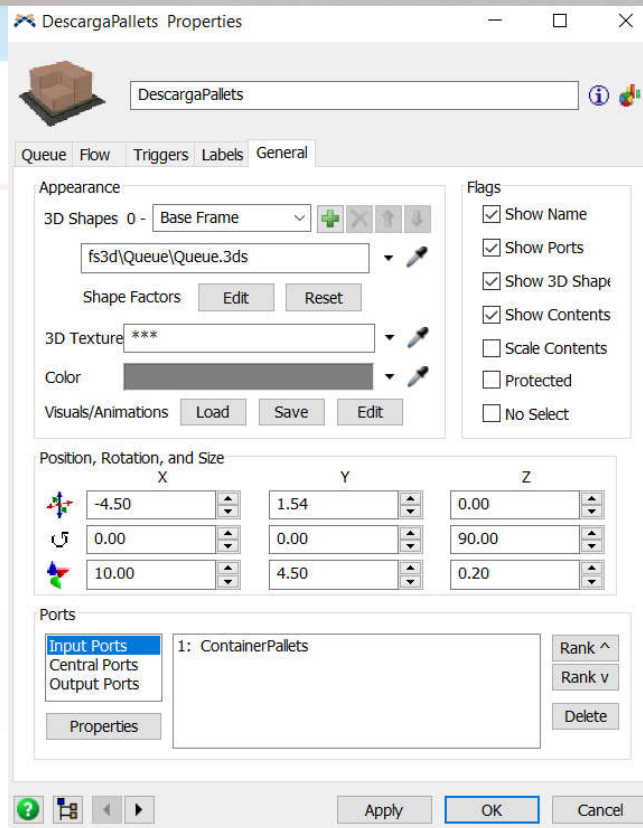 DescargaPallets Properties
DescargaPallets
Queue Flow Triggers Labels General
Appearance
3D Shapes 0 - Base Frame
fs3d\Queue\Queue.3ds
Shape Factors Edit Reset
3D Texture ***
Color
Visuals/Animations Load Save Edit
Flags
Show Name
Show Ports
Show 3D Shape
Show Contents
Scale Contents
Protected
No Select
Position, Rotation, and Size
X Y Z
-4.50 1.54 0.00
0.00 0.00 90.00
10.00 4.50 0.20
Ports
Input Ports
Central Ports
Output Ports
Properties
1: ContainerPallets
Rank ^
Rank v
Delete
Apply OK Cancel